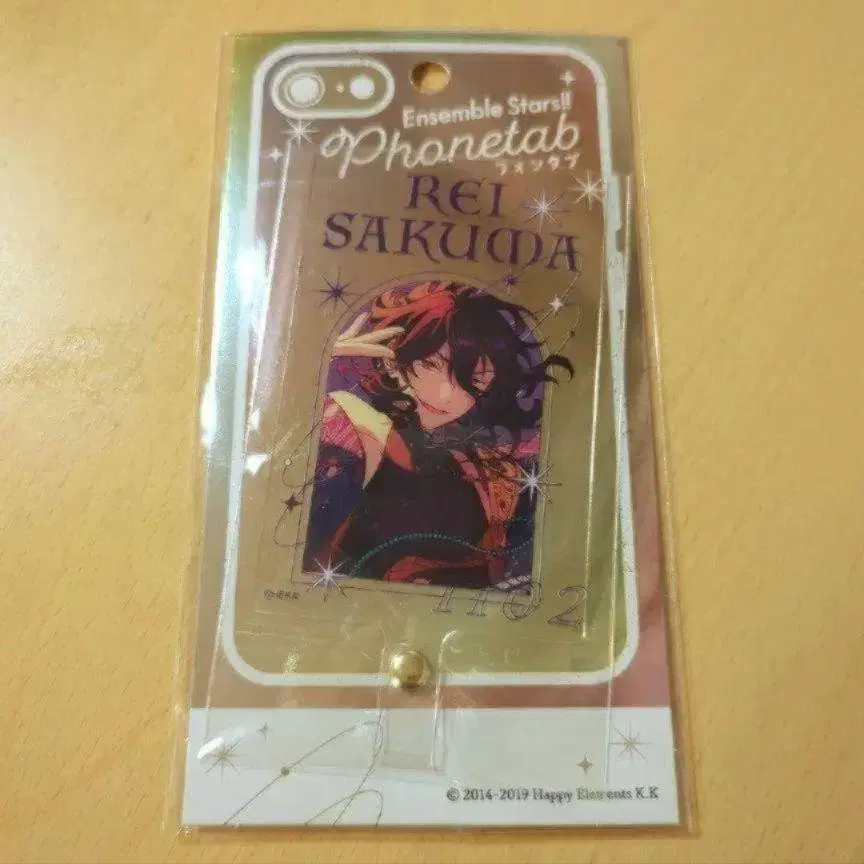 Ensemble Stars!!
Phonetab
フォンタブ
REI
SAKUMA
©HEKK
1102
© 2014-2019 Happy Elements K.K